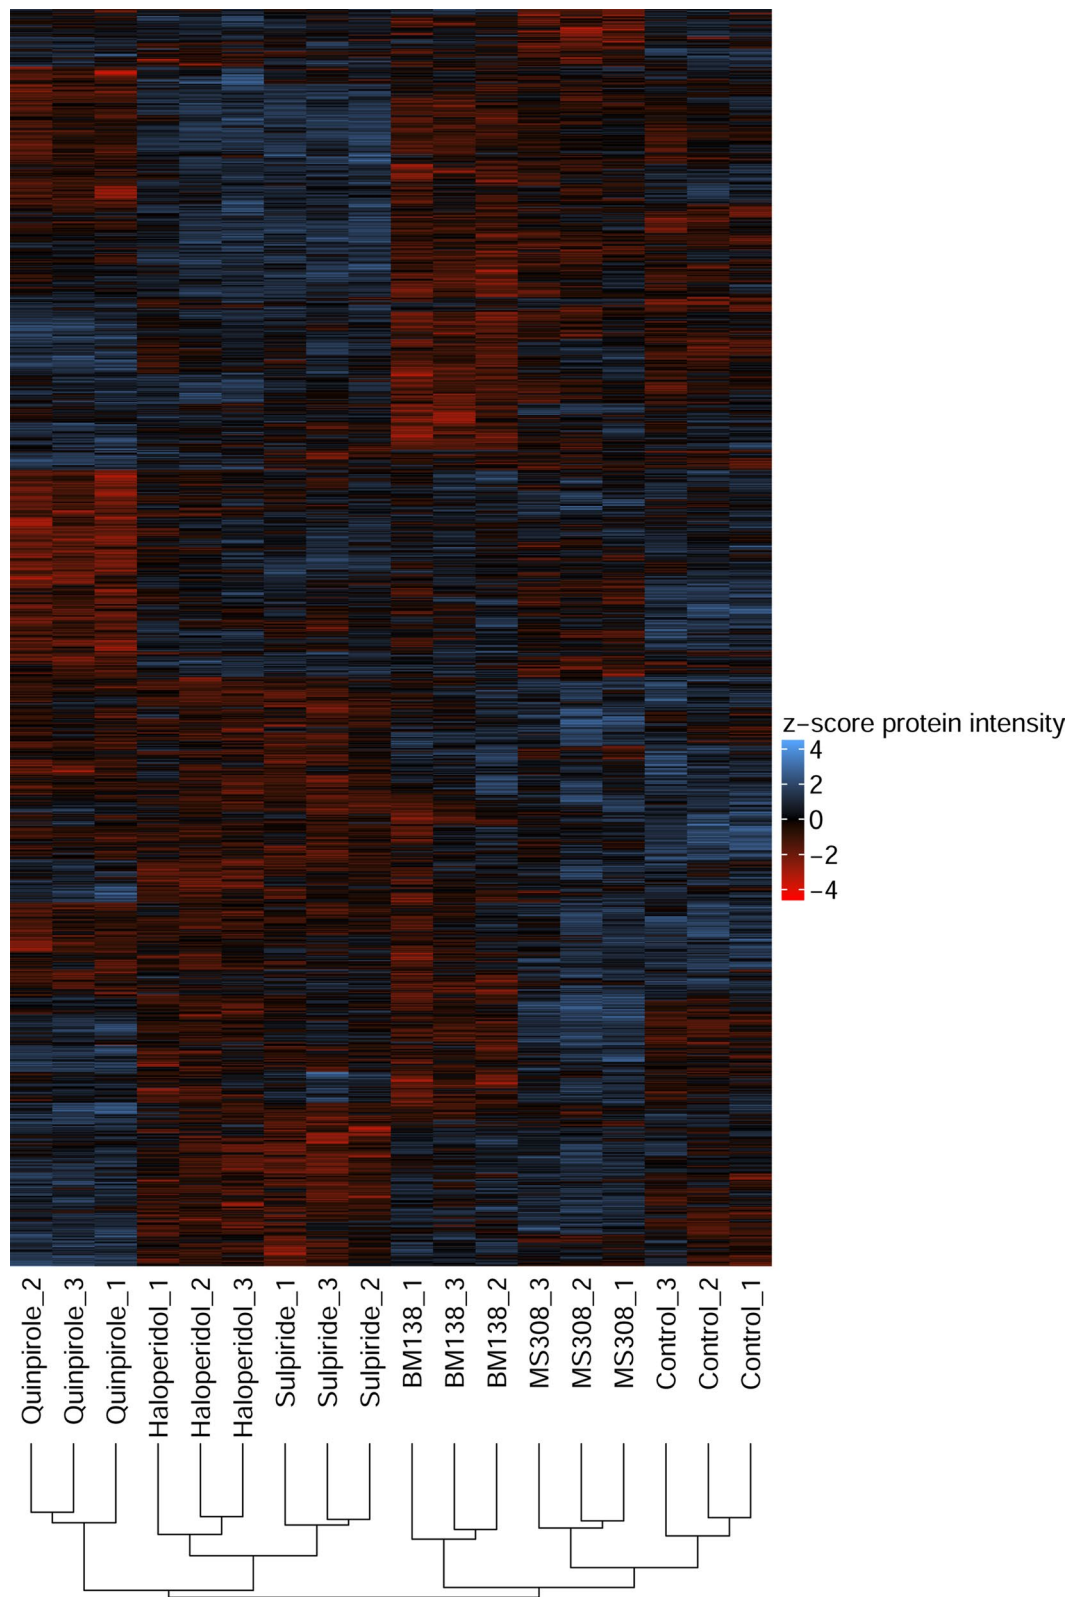 z-score protein intensity
4
2
0
-2
-4
Quinpirole_2
Quinpirole_3
Quinpirole_1
Haloperidol_1
Haloperidol_2
Haloperidol_3
Sulpiride_1
Sulpiride_3
Sulpiride_2
BM138_1
BM138_3
BM138_2
MS308_3
MS308_2
MS308_1
Control_3
Control_2
Control_1